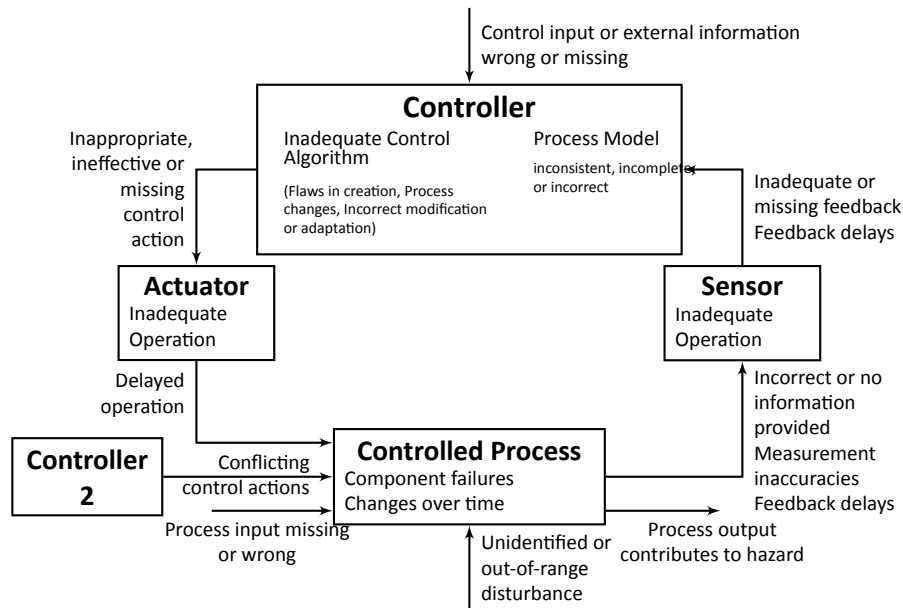 Control input or external information
wrong or missing
Controller
Inadequate Control
Algorithm
(Flaws in creation, Process
changes, Incorrect modification
or adaptation)
Process Model
inconsistent, incomplete,
or incorrect
Inappropriate,
ineffective or
missing
control
action
Inadequate or
missing feedback
Feedback delays
Actuator
Inadequate
Operation
Sensor
Inadequate
Operation
Delayed
operation
Incorrect or no
information
provided
Measurement
inaccuracies
Feedback delays
Controller
2
Conflicting
control actions
Controlled Process
Component failures
Changes over time
Process input missing
or wrong
Unidentified or
out-of-range
disturbance
Process output
contributes to hazard